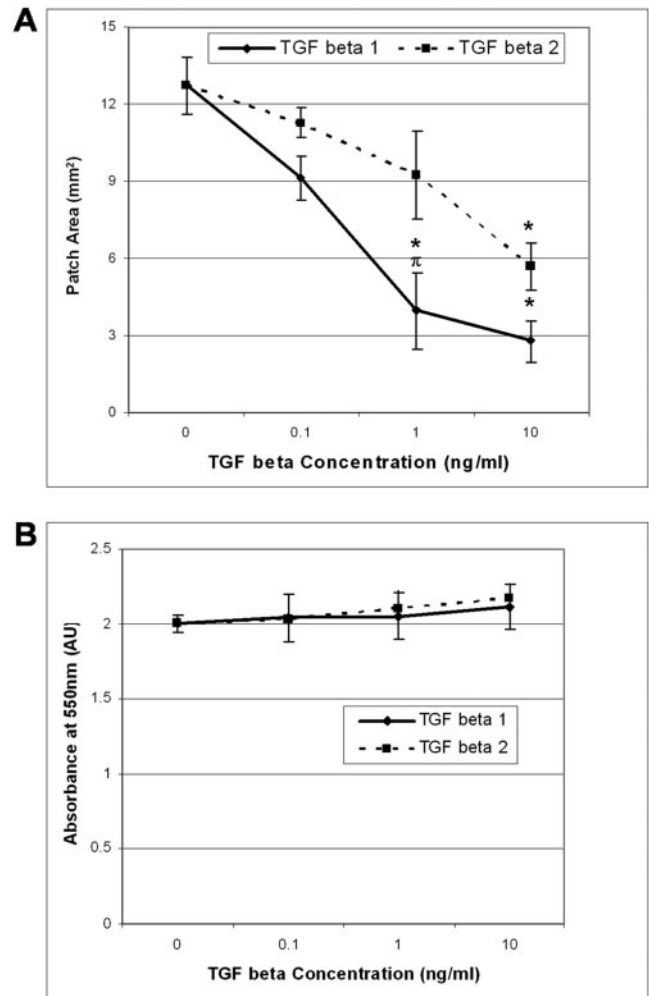 A
TGF beta 1 TGF beta 2
15
12
9
6
3
0
Patch Area (mm²)
*
π
*
*
0 0.1 1 10
TGF beta Concentration (ng/ml)
B
2.5
2
1.5
1
0.5
0
Absorbance at 550nm (AU)
TGF beta 1
TGF beta 2
0 0.1 1 10
TGF beta Concentration (ng/ml)